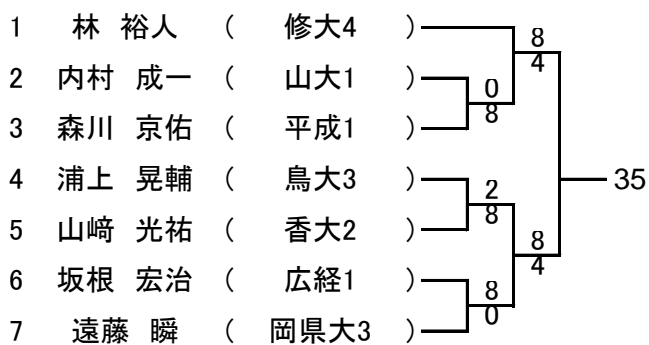 1 林 裕人 ( 修大4 )
8
4
2 内村 成一 ( 山大1 )
0
8
3 森川 京佑 ( 平成1 )
4 浦上 晃輔 ( 鳥大3 )
35
2
8
5 山﨑 光祐 ( 香大2 )
8
4
6 坂根 宏治 ( 広経1 )
8
0
7 遠藤 瞬 ( 岡県大3 )